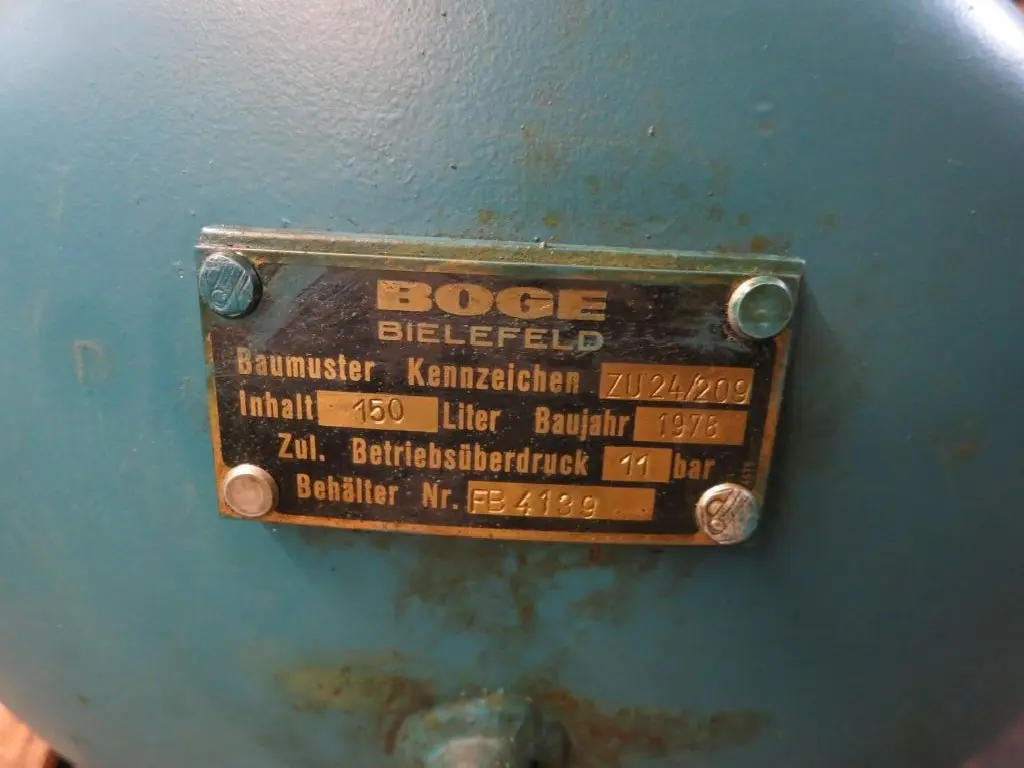 BOGE
BIELEFELD
Baumuster Kennzeichen ZU 24/209
Inhalt 150 Liter Baujahr 1978
Zul. Betriebsüberdruck 11 bar
Behälter Nr. FB 4139